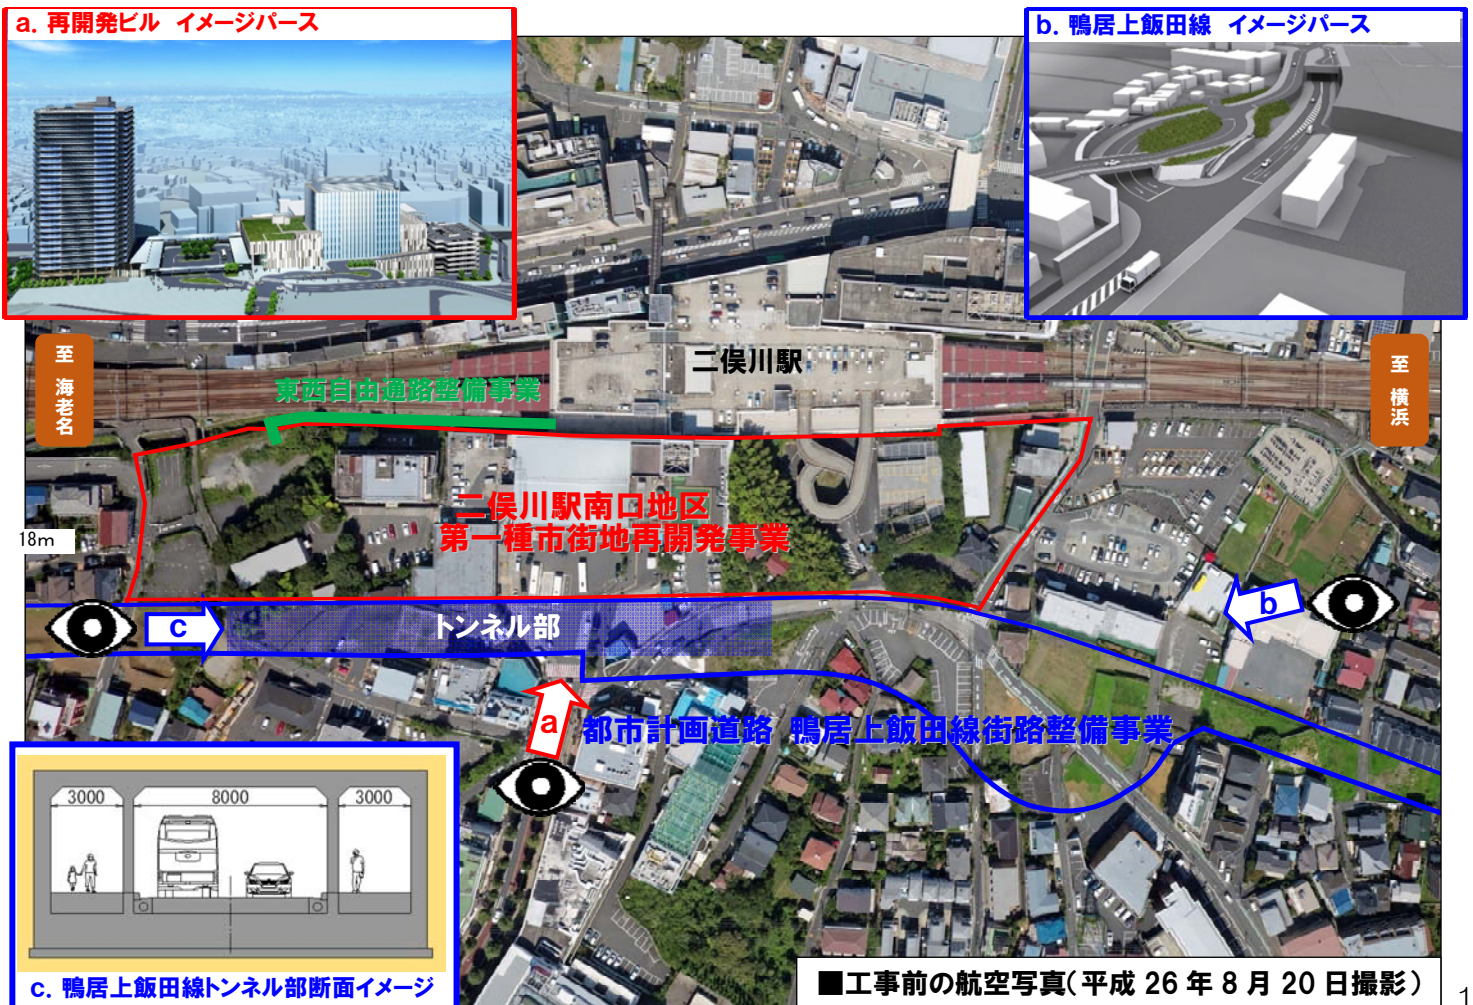 a. 再開発ビル イメージパース
b. 鴨居上飯田線 イメージパース
至 海老名
二俣川駅
至 横浜
東西自由通路整備事業
二俣川駅南口地区
第一種市街地再開発事業
18m
c
トンネル部
b
a
都市計画道路 鴨居上飯田線街路整備事業
3000
8000
3000
c. 鴨居上飯田線トンネル部断面イメージ
■工事前の航空写真(平成 26 年 8 月 20 日撮影)
1